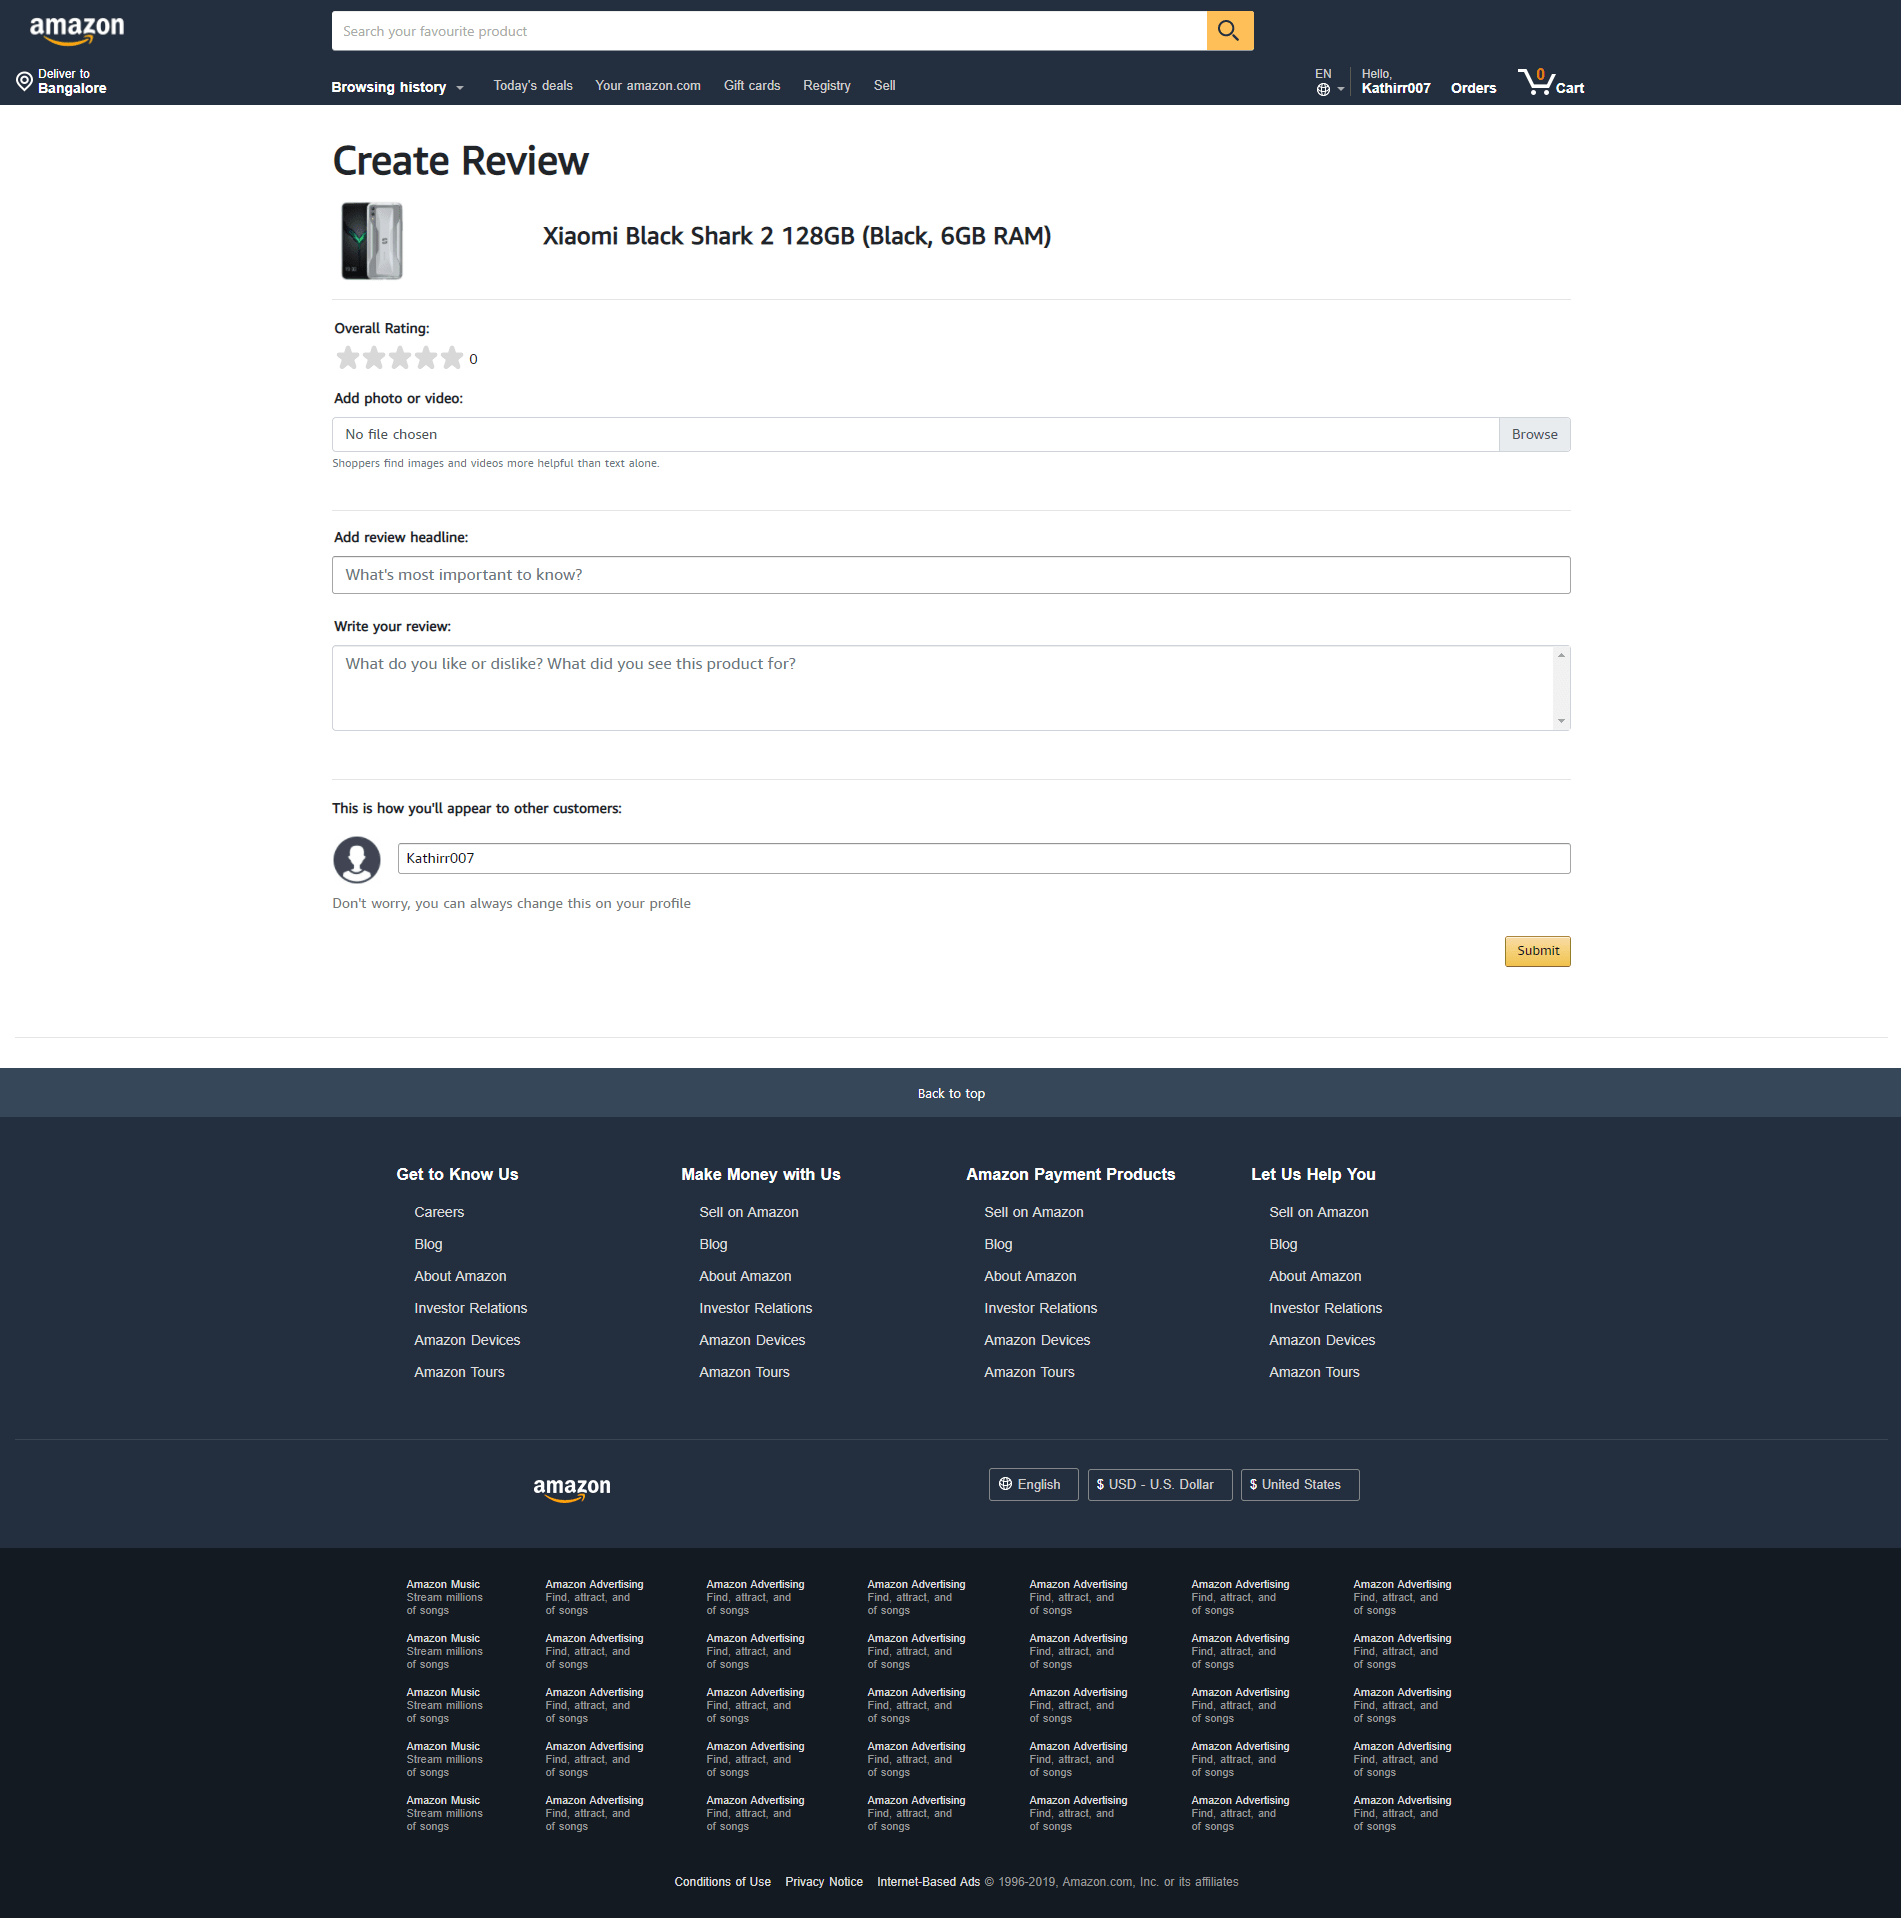 amazon
Search your favourite product
Deliver to
Bangalore
Browsing history
Today's deals
Your amazon.com
Gift cards
Registry
Sell
EN
Hello,
Kathirr007
Orders
0
Cart
Create Review
Xiaomi Black Shark 2 128GB (Black, 6GB RAM)
Overall Rating:
0
Add photo or video:
No file chosen
Browse
Shoppers find images and videos more helpful than text alone.
Add review headline:
What's most important to know?
Write your review:
What do you like or dislike? What did you see this product for?
This is how you'll appear to other customers:
Kathirr007
Don't worry, you can always change this on your profile
Submit
Back to top
Get to Know Us
Careers
Blog
About Amazon
Investor Relations
Amazon Devices
Amazon Tours
Make Money with Us
Sell on Amazon
Blog
About Amazon
Investor Relations
Amazon Devices
Amazon Tours
Amazon Payment Products
Sell on Amazon
Blog
About Amazon
Investor Relations
Amazon Devices
Amazon Tours
Let Us Help You
Sell on Amazon
Blog
About Amazon
Investor Relations
Amazon Devices
Amazon Tours
amazon
English
$ USD - U.S. Dollar
$ United States
Amazon Music Amazon Advertising Amazon Advertising Amazon Advertising Amazon Advertising Amazon Advertising Amazon Advertising
Stream millions Find, attract, and Find, attract, and Find, attract, and Find, attract, and Find, attract, and Find, attract, and
of songs of songs of songs of songs of songs of songs of songs
Amazon Music Amazon Advertising Amazon Advertising Amazon Advertising Amazon Advertising Amazon Advertising Amazon Advertising
Stream millions Find, attract, and Find, attract, and Find, attract, and Find, attract, and Find, attract, and Find, attract, and
of songs of songs of songs of songs of songs of songs of songs
Amazon Music Amazon Advertising Amazon Advertising Amazon Advertising Amazon Advertising Amazon Advertising Amazon Advertising
Stream millions Find, attract, and Find, attract, and Find, attract, and Find, attract, and Find, attract, and Find, attract, and
of songs of songs of songs of songs of songs of songs of songs
Amazon Music Amazon Advertising Amazon Advertising Amazon Advertising Amazon Advertising Amazon Advertising Amazon Advertising
Stream millions Find, attract, and Find, attract, and Find, attract, and Find, attract, and Find, attract, and Find, attract, and
of songs of songs of songs of songs of songs of songs of songs
Amazon Music Amazon Advertising Amazon Advertising Amazon Advertising Amazon Advertising Amazon Advertising Amazon Advertising
Stream millions Find, attract, and Find, attract, and Find, attract, and Find, attract, and Find, attract, and Find, attract, and
of songs of songs of songs of songs of songs of songs of songs
Conditions of Use Privacy Notice Internet-Based Ads © 1996-2019, Amazon.com, Inc. or its affiliates